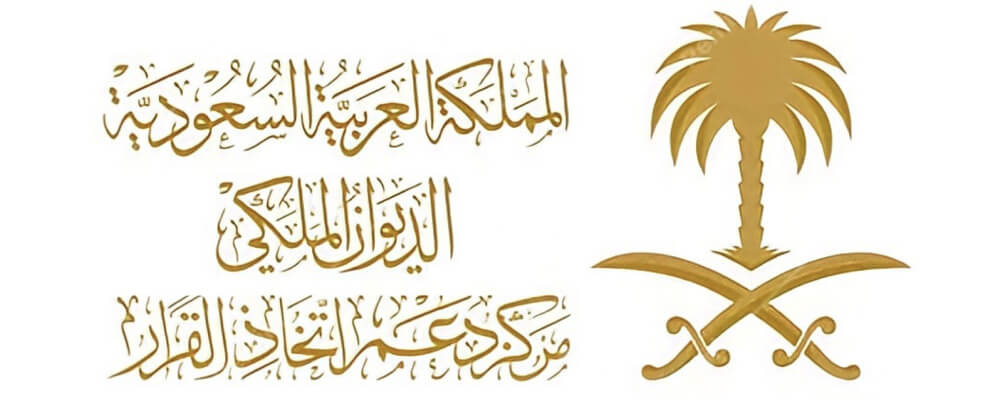 المملكة العربية السعودية
الديوان الملكي
مركز دعم اتخاذ القرار